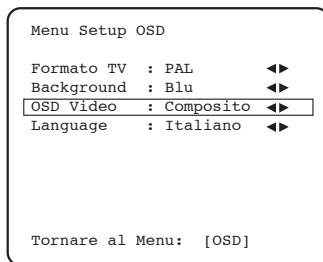 Menu Setup OSD
Formato TV : PAL ◀▶
Background : Blu ◀▶
OSD Video : Composito ◀▶
Language : Italiano ◀▶
Tornare al Menu: [OSD]